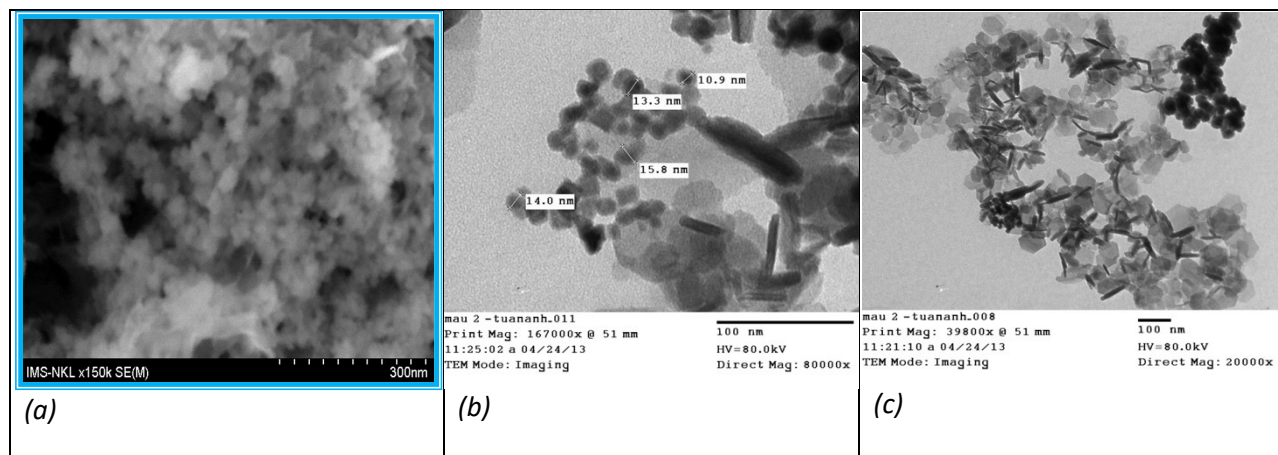 IMS-NKL x150k SE(M) 300nm
(a)
10.9 nm
13.3 nm
15.8 nm
14.0 nm
mau 2 -tuananh_011
Print Mag: 167000x @ 51 mm
11:25:02 a 04/24/13
TEM Mode: Imaging
100 nm
HV=80.0kV
Direct Mag: 80000x
(b)
mau 2 -tuananh_008
Print Mag: 39800x @ 51 mm
11:21:10 a 04/24/13
TEM Mode: Imaging
100 nm
HV=80.0kV
Direct Mag: 20000x
(c)